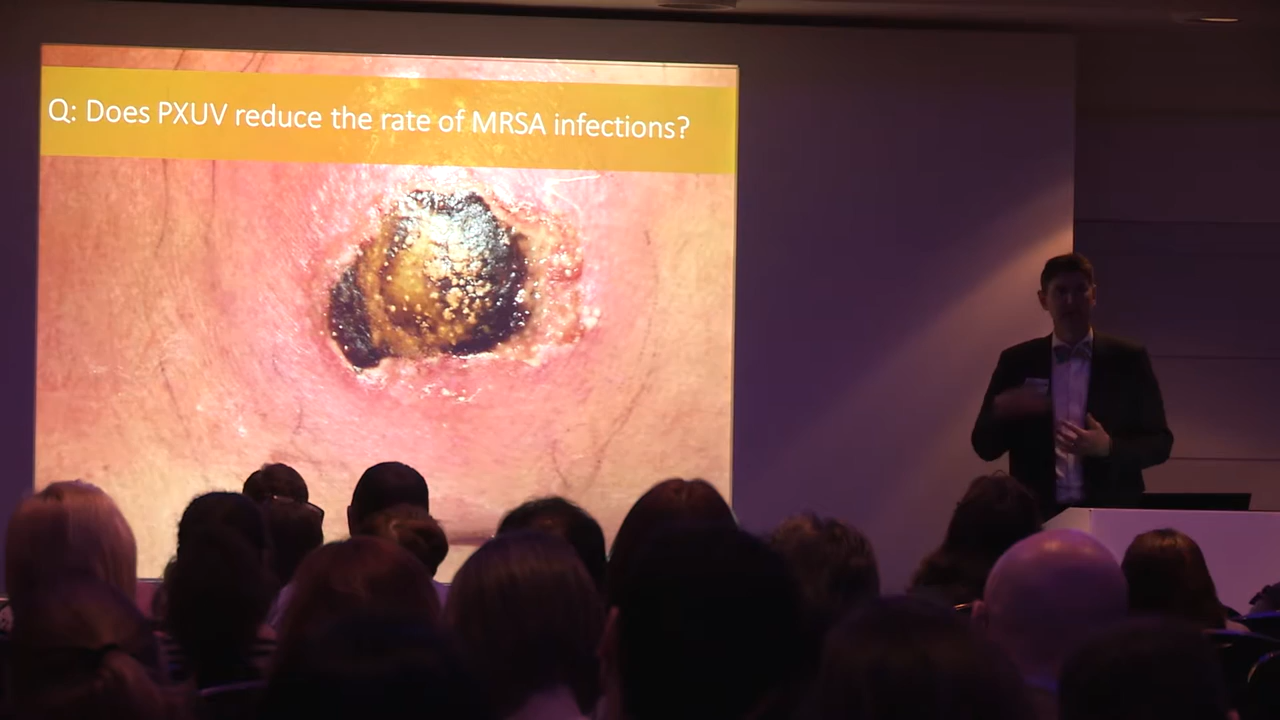 Q: Does PXUV reduce the rate of MRSA infections?